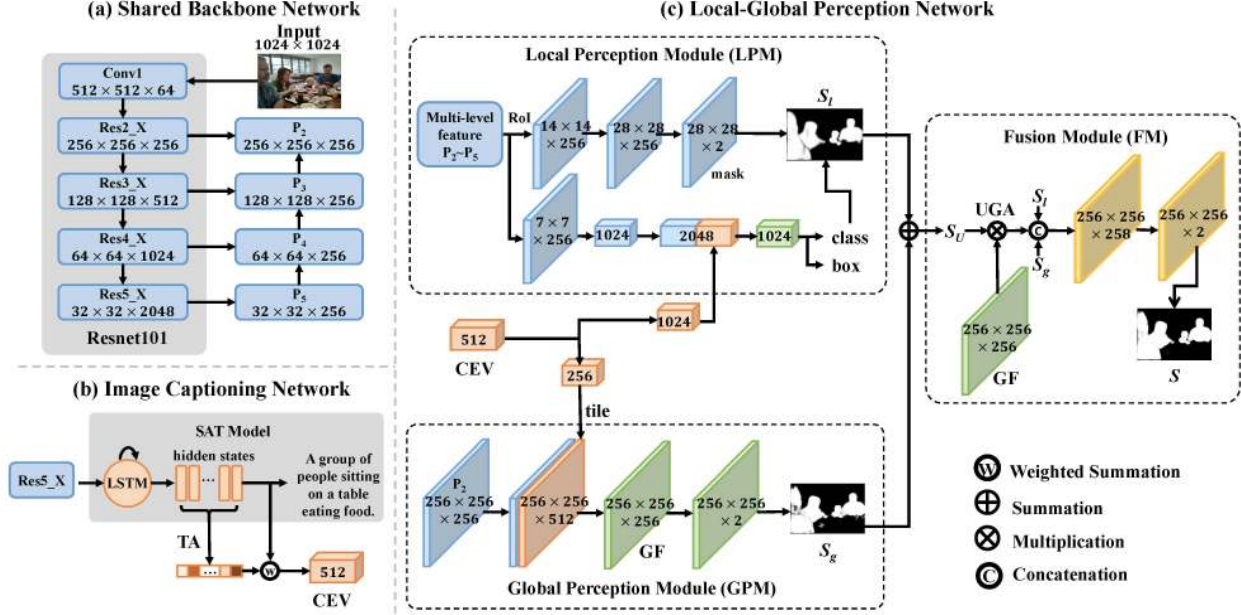 (a) Shared Backbone Network
Input
1024 × 1024
Conv1
512 × 512 × 64
Res2_X
256 × 256 × 256
P2
256 × 256 × 256
Res3_X
128 × 128 × 512
P3
128 × 128 × 256
Res4_X
64 × 64 × 1024
P4
64 × 64 × 256
Res5_X
32 × 32 × 2048
P5
32 × 32 × 256
Resnet101
(b) Image Captioning Network
SAT Model
hidden states
Res5_X
LSTM
...
A group of
people sitting
on a table
eating food.
TA
...
W
512
CEV
(c) Local-Global Perception Network
Local Perception Module (LPM)
Multi-level
feature
P2~P5
RoI
14 × 14
× 256
28 × 28
× 256
28 × 28
× 2
mask
Sl
7 × 7
× 256
1024
2048
1024
class
box
512
CEV
1024
256
tile
P2
256 × 256
× 256
256 × 256
× 512
256 × 256
× 256
GF
256 × 256
× 2
Sg
Global Perception Module (GPM)
Fusion Module (FM)
SU
UGA
Sl
C
Sg
256 × 256
× 258
256 × 256
× 2
256 × 256
× 256
GF
S
W Weighted Summation
Summation
Multiplication
C Concatenation